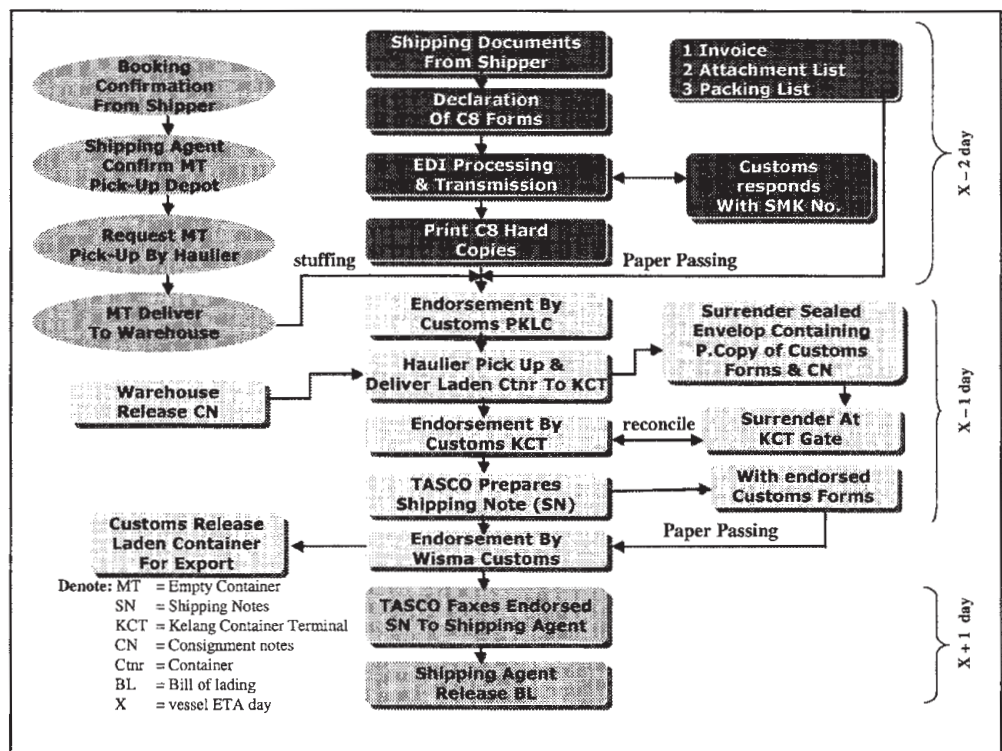 Booking
Confirmation
From Shipper
Shipping Agent
Confirm MT
Pick-Up Depot
Request MT
Pick-Up By Haulier
MT Deliver
To Warehouse
stuffing
Shipping Documents
From Shipper
Declaration
Of C8 Forms
EDI Processing
& Transmission
Print C8 Hard
Copies
1 Invoice
2 Attachment List
3 Packing List
Customs
responds
With SMK No.
Paper Passing
X – 2 day
Endorsement By
Customs PKLC
Haulier Pick Up &
Deliver Laden Ctnr To KCT
Warehouse
Release CN
Surrender Sealed
Envelop Containing
P.Copy of Customs
Forms & CN
Endorsement By
Customs KCT
reconcile
Surrender At
KCT Gate
TASCO Prepares
Shipping Note (SN)
With endorsed
Customs Forms
Paper Passing
Endorsement By
Wisma Customs
Customs Release
Laden Container
For Export
X – 1 day
TASCO Faxes Endorsed
SN To Shipping Agent
Shipping Agent
Release BL
X + 1 day
Denote: MT = Empty Container
SN = Shipping Notes
KCT = Kelang Container Terminal
CN = Consignment notes
Ctnr = Container
BL = Bill of lading
X = vessel ETA day